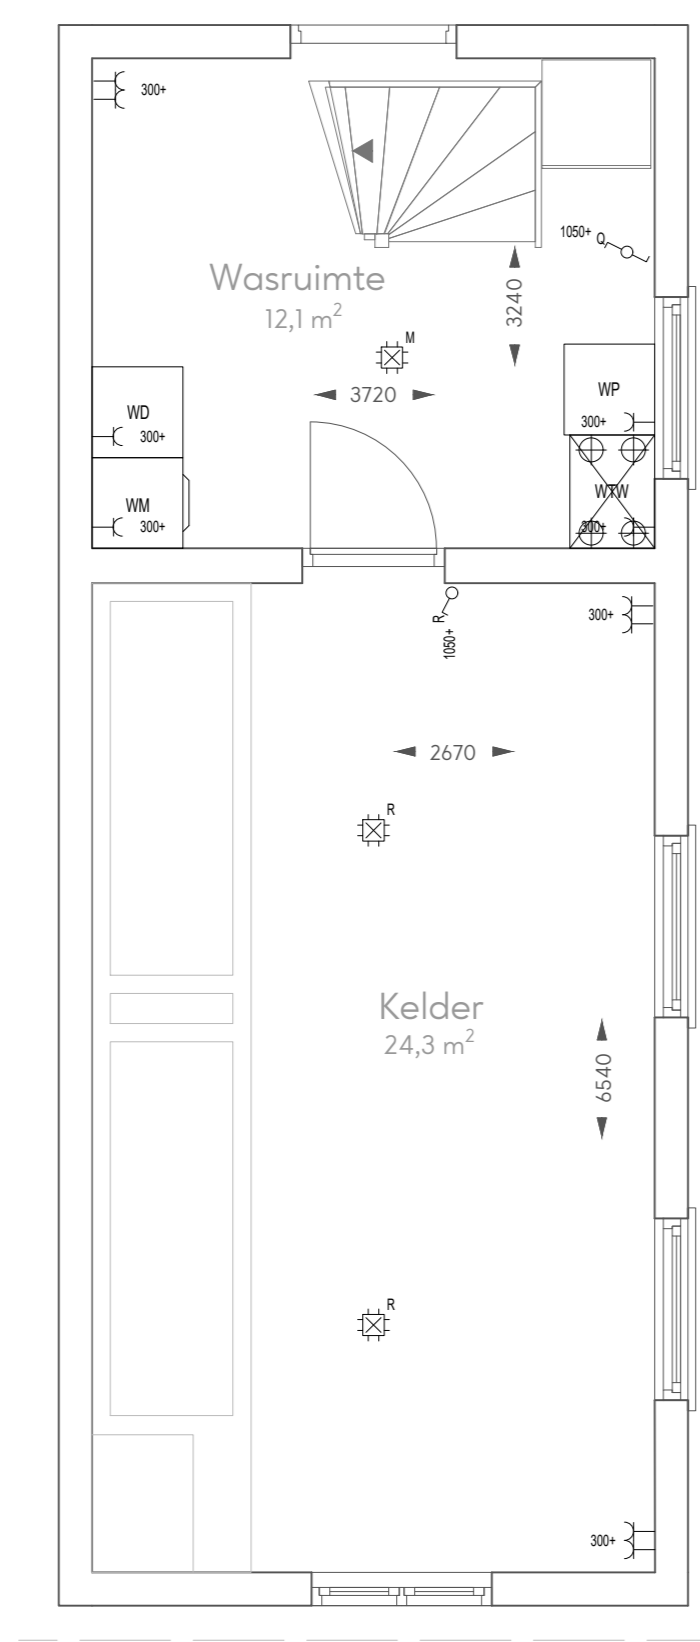 300+
1050+ Q
Wasruimte
12,1 m²
3240
M
3720
WD
300+
WM
300+
WP
300+
WTW
300+
R
1050+
300+
2670
R
Kelder
24,3 m²
6540
R
300+